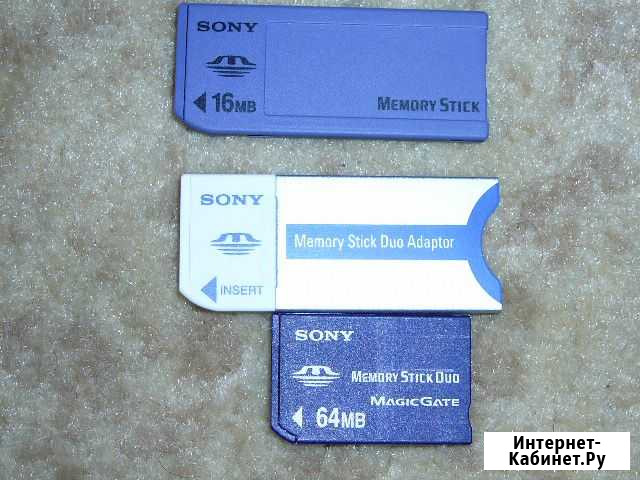 SONY
16MB
MEMORY STICK
SONY
Memory Stick Duo Adaptor
INSERT
SONY
MEMORY STICK DUO
MAGICGATE
64MB
Интернет-
Кабинет.Ру